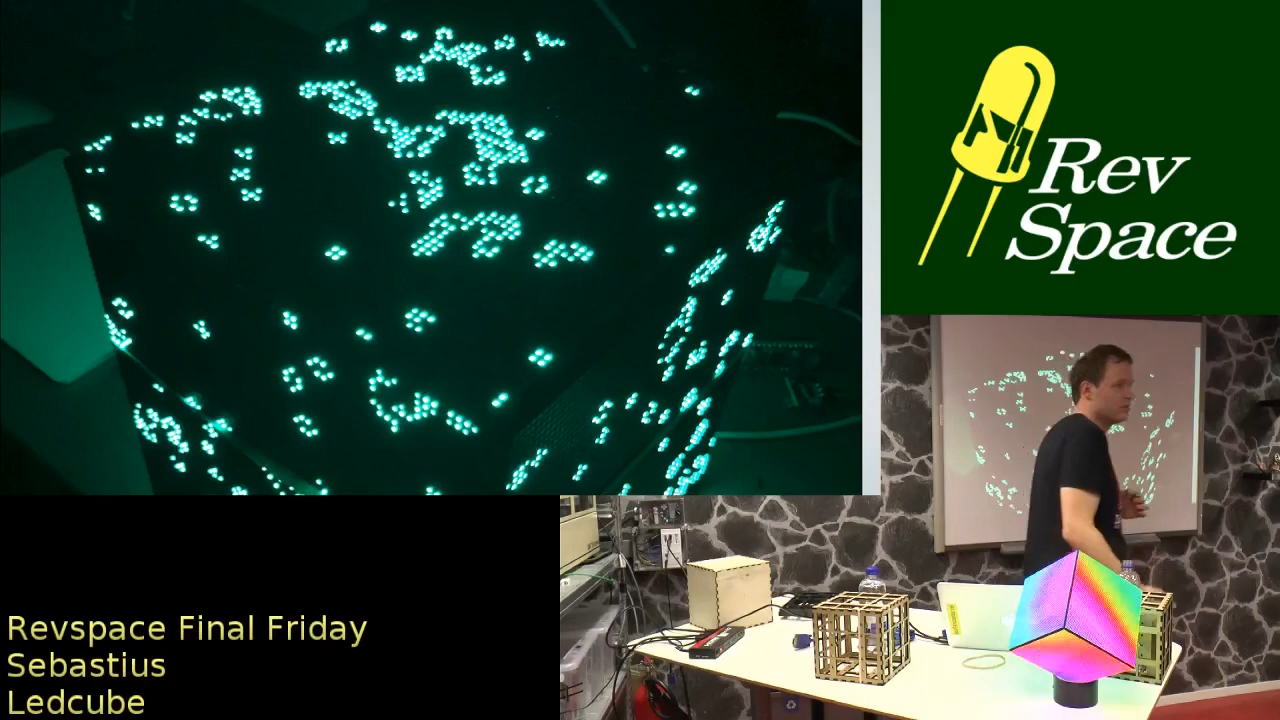 Rev
Space
Revspace Final Friday
Sebastius
Ledcube